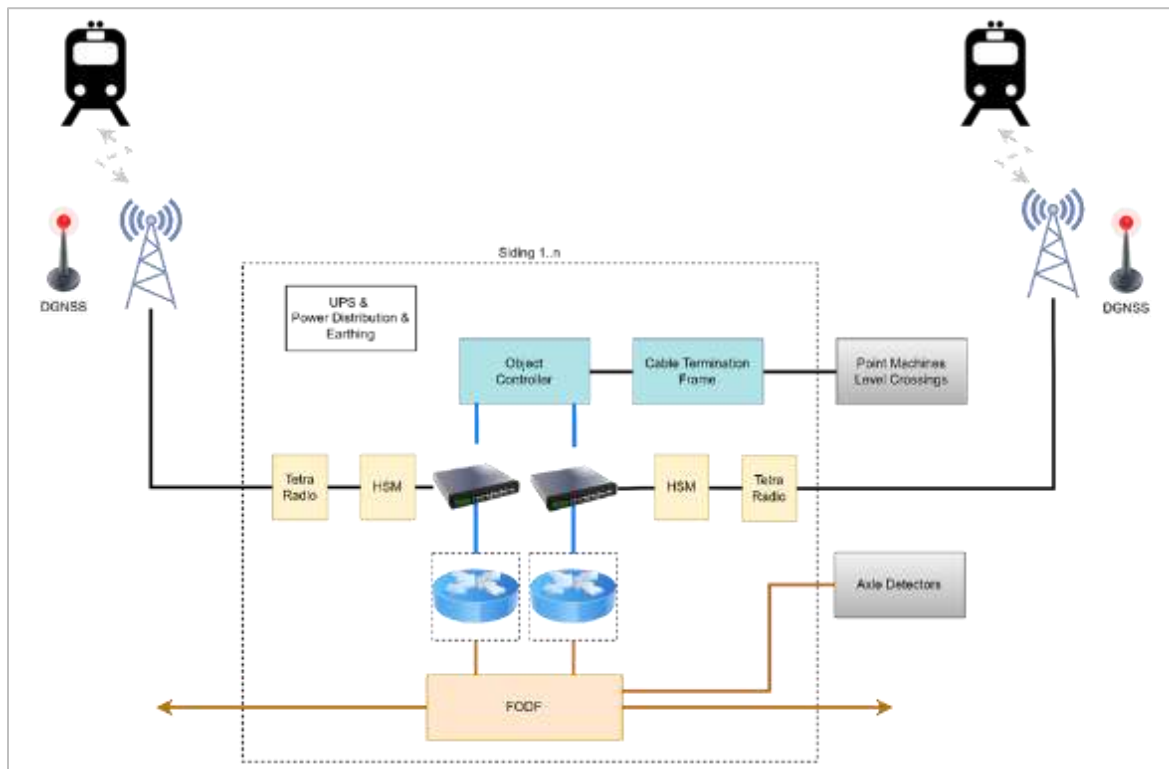 Siding 1..n
DGNSS
DGNSS
UPS &
Power Distribution &
Earthing
Object
Controller
Cable Termination
Frame
Point Machines
Level Crossings
Tetra
Radio
HSM
HSM
Tetra
Radio
Axle Detectors
FODF